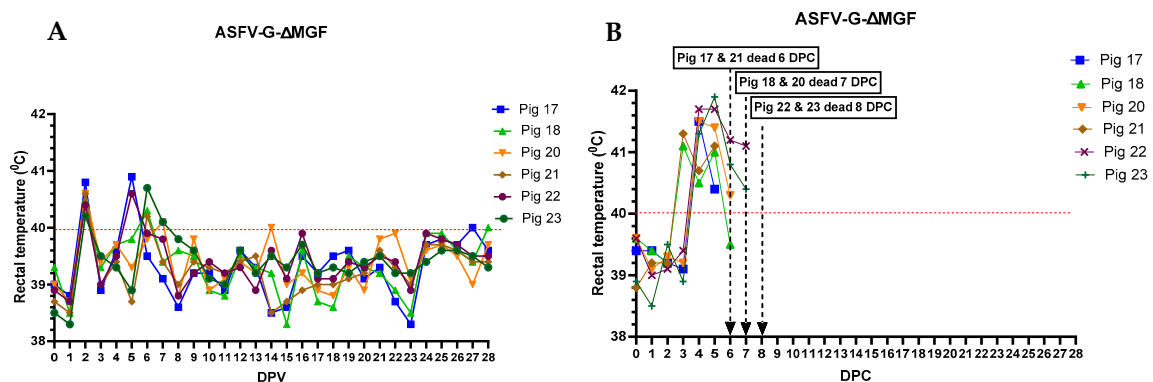 A
ASFV-G-ΔMGF
Rectal temperature (⁰C)
42
41
40
39
38
0 1 2 3 4 5 6 7 8 9 10 11 12 13 14 15 16 17 18 19 20 21 22 23 24 25 26 27 28
DPV
Pig 17
Pig 18
Pig 20
Pig 21
Pig 22
Pig 23
B
ASFV-G-ΔMGF
Pig 17 & 21 dead 6 DPC
Pig 18 & 20 dead 7 DPC
Pig 22 & 23 dead 8 DPC
Rectal temperature (⁰C)
42
41
40
39
38
0 1 2 3 4 5 6 7 8 9 10 11 12 13 14 15 16 17 18 19 20 21 22 23 24 25 26 27 28
DPC
Pig 17
Pig 18
Pig 20
Pig 21
Pig 22
Pig 23